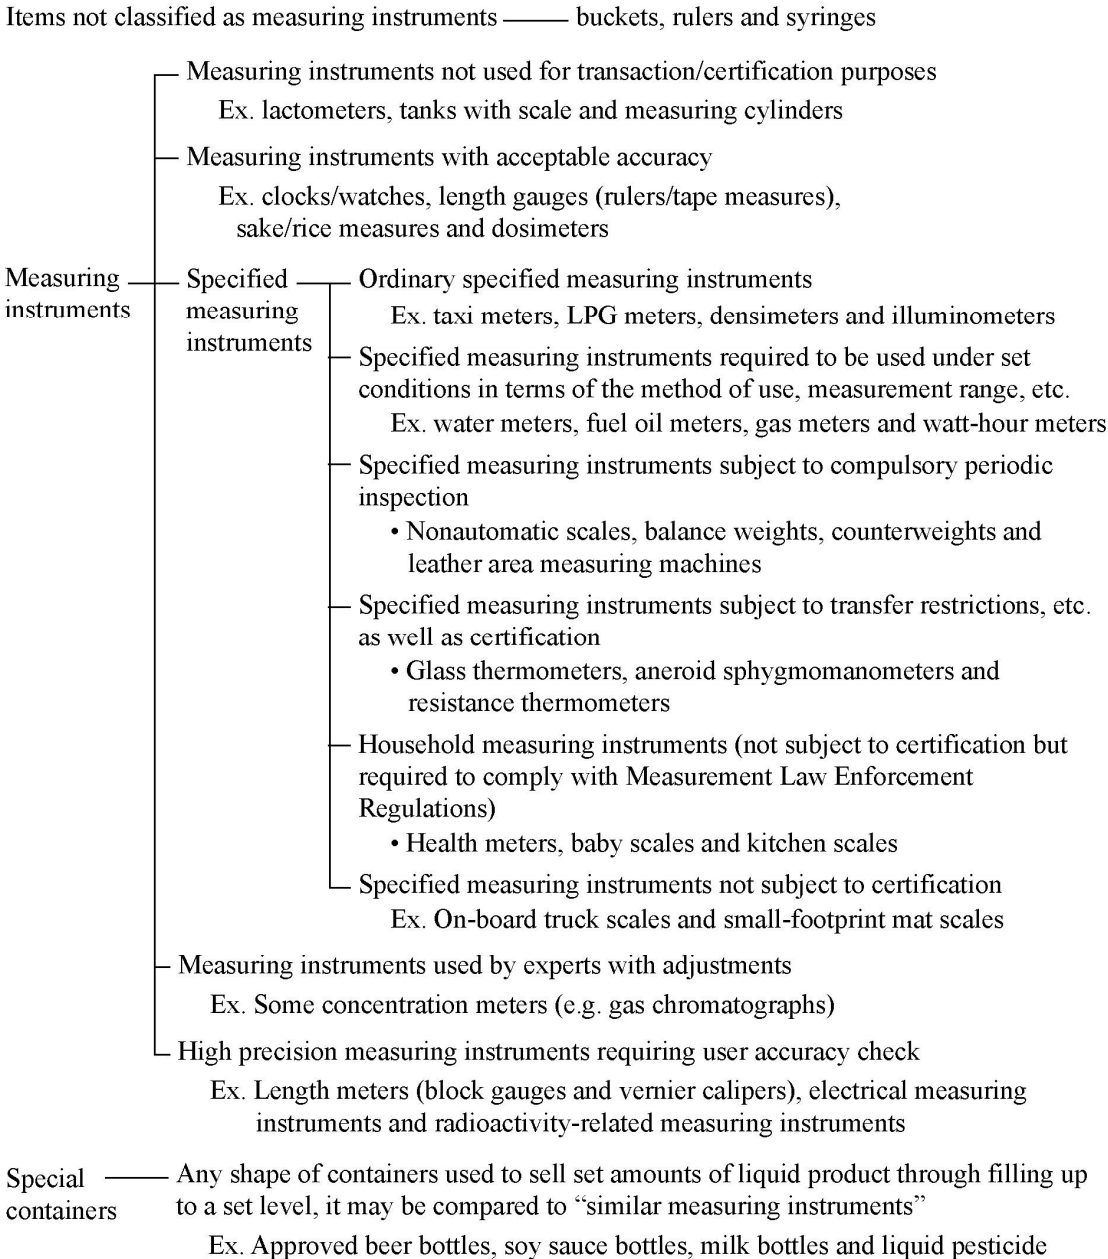 Items not classified as measuring instruments buckets, rulers and syringes
Measuring instruments not used for transaction/certification purposes
Ex. lactometers, tanks with scale and measuring cylinders
Measuring instruments with acceptable accuracy
Ex. clocks/watches, length gauges (rulers/tape measures),
sake/rice measures and dosimeters
Measuring
instruments
Specified
measuring
instruments
Ordinary specified measuring instruments
Ex. taxi meters, LPG meters, densimeters and illuminometers
Specified measuring instruments required to be used under set
conditions in terms of the method of use, measurement range, etc.
Ex. water meters, fuel oil meters, gas meters and watt-hour meters
Specified measuring instruments subject to compulsory periodic
inspection
• Nonautomatic scales, balance weights, counterweights and
leather area measuring machines
Specified measuring instruments subject to transfer restrictions, etc.
as well as certification
• Glass thermometers, aneroid sphygmomanometers and
resistance thermometers
Household measuring instruments (not subject to certification but
required to comply with Measurement Law Enforcement
Regulations)
• Health meters, baby scales and kitchen scales
Specified measuring instruments not subject to certification
Ex. On-board truck scales and small-footprint mat scales
Measuring instruments used by experts with adjustments
Ex. Some concentration meters (e.g. gas chromatographs)
High precision measuring instruments requiring user accuracy check
Ex. Length meters (block gauges and vernier calipers), electrical measuring
instruments and radioactivity-related measuring instruments
Special
containers
Any shape of containers used to sell set amounts of liquid product through filling up
to a set level, it may be compared to “similar measuring instruments”
Ex. Approved beer bottles, soy sauce bottles, milk bottles and liquid pesticide